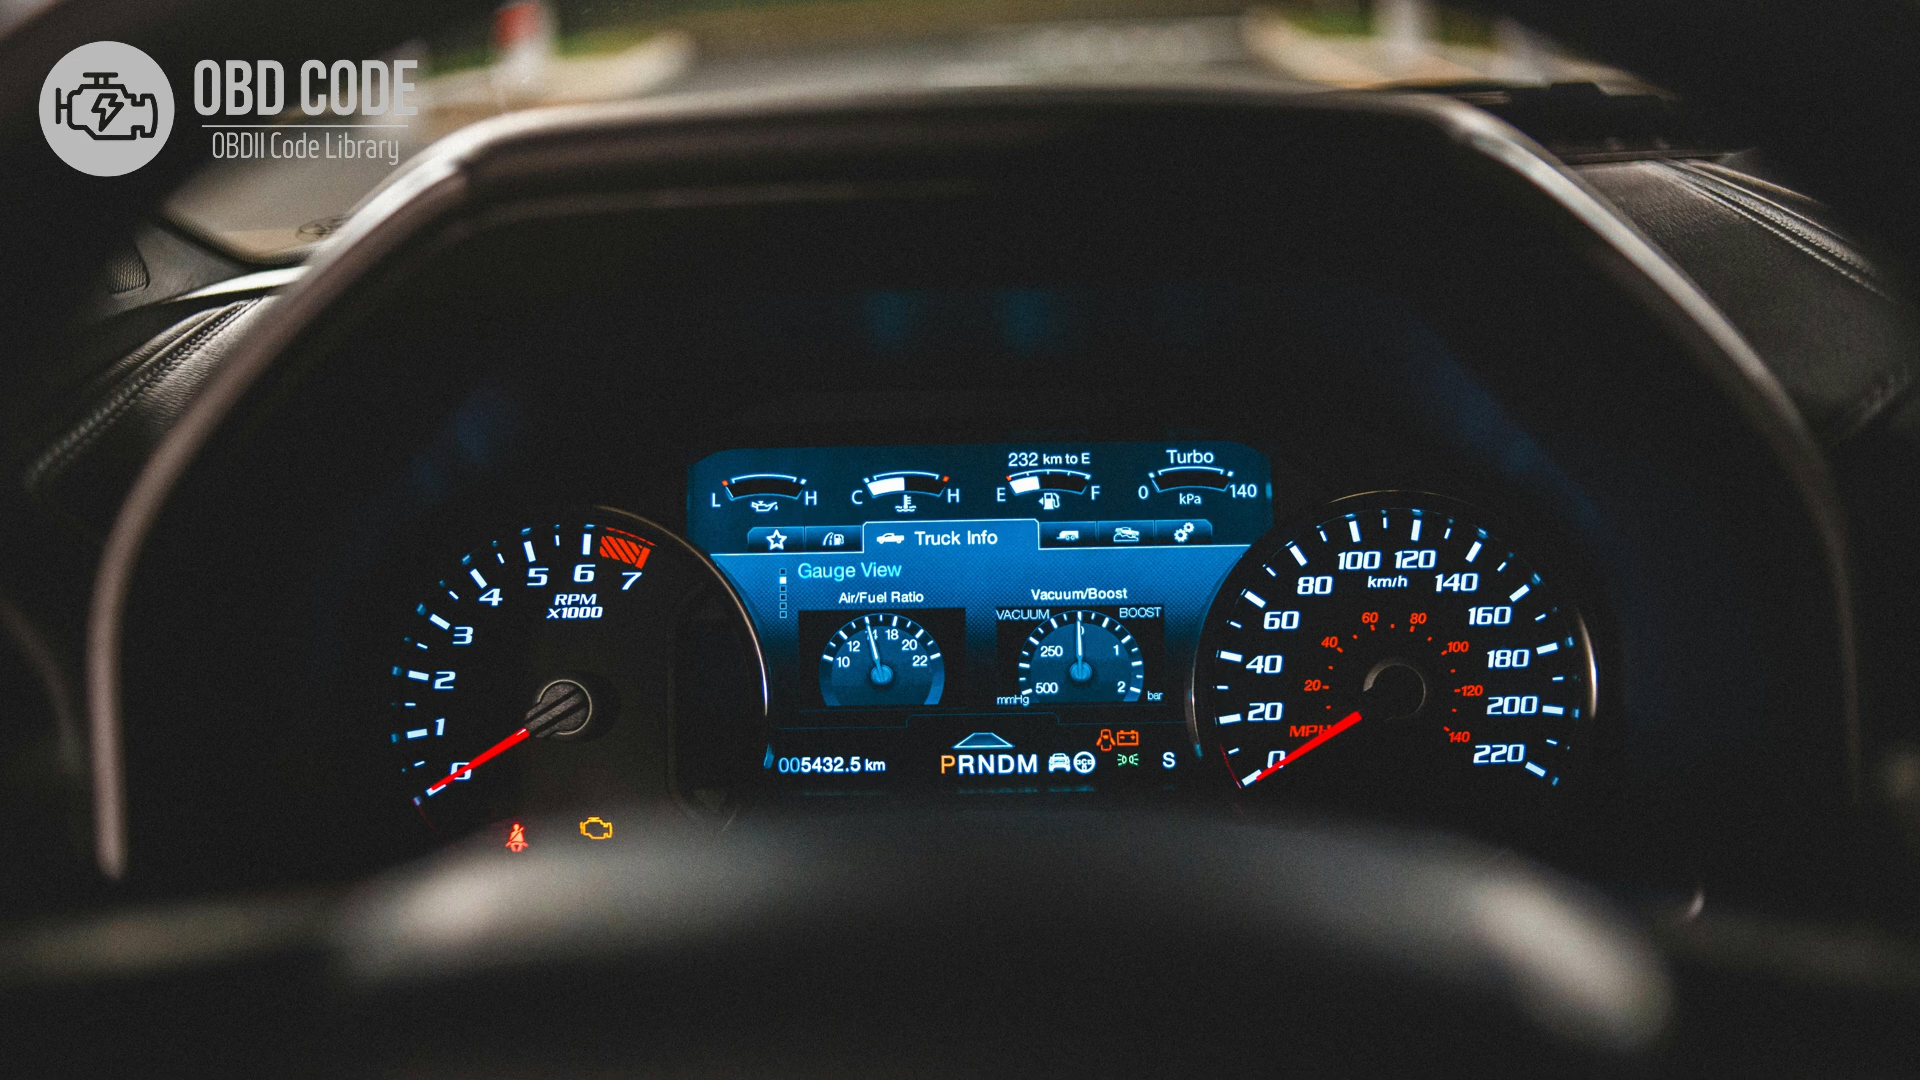 OBD CODE
OBDII Code Library
232 km to E
Turbo
L H
C H
E F
0 140
kPa
Truck Info
Gauge View
Air/Fuel Ratio
10 12 14 18 20 22
Vacuum/Boost
VACUUM BOOST
0
250 1
500 2
mmHg bar
005432.5 km
PRNDM
S
0 1 2 3 4 5 6 7
RPM
X1000
0 20 40 60 80 100 120 140 160 180 200 220
km/h
20 40 60 80 100 120 140
MPH